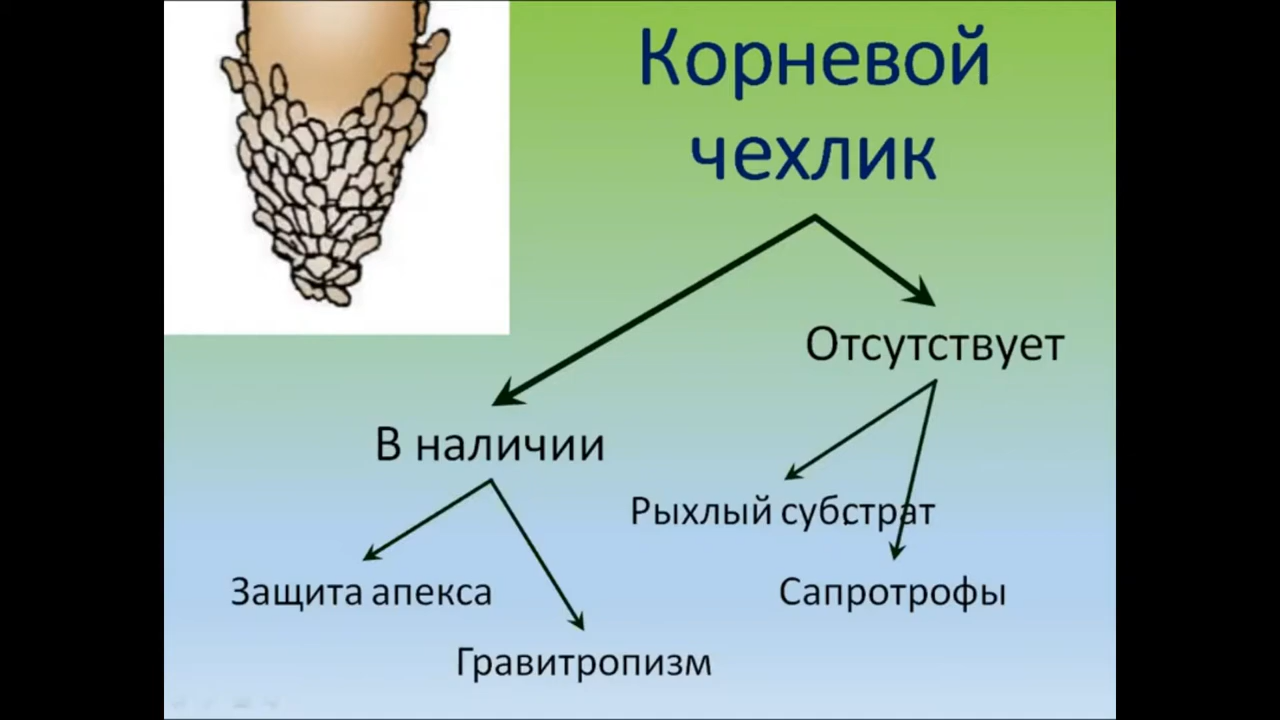 Корневой
чехлик
Отсутствует
В наличии
Рыхлый субстрат
Защита апекса
Сапротрофы
Гравитропизм